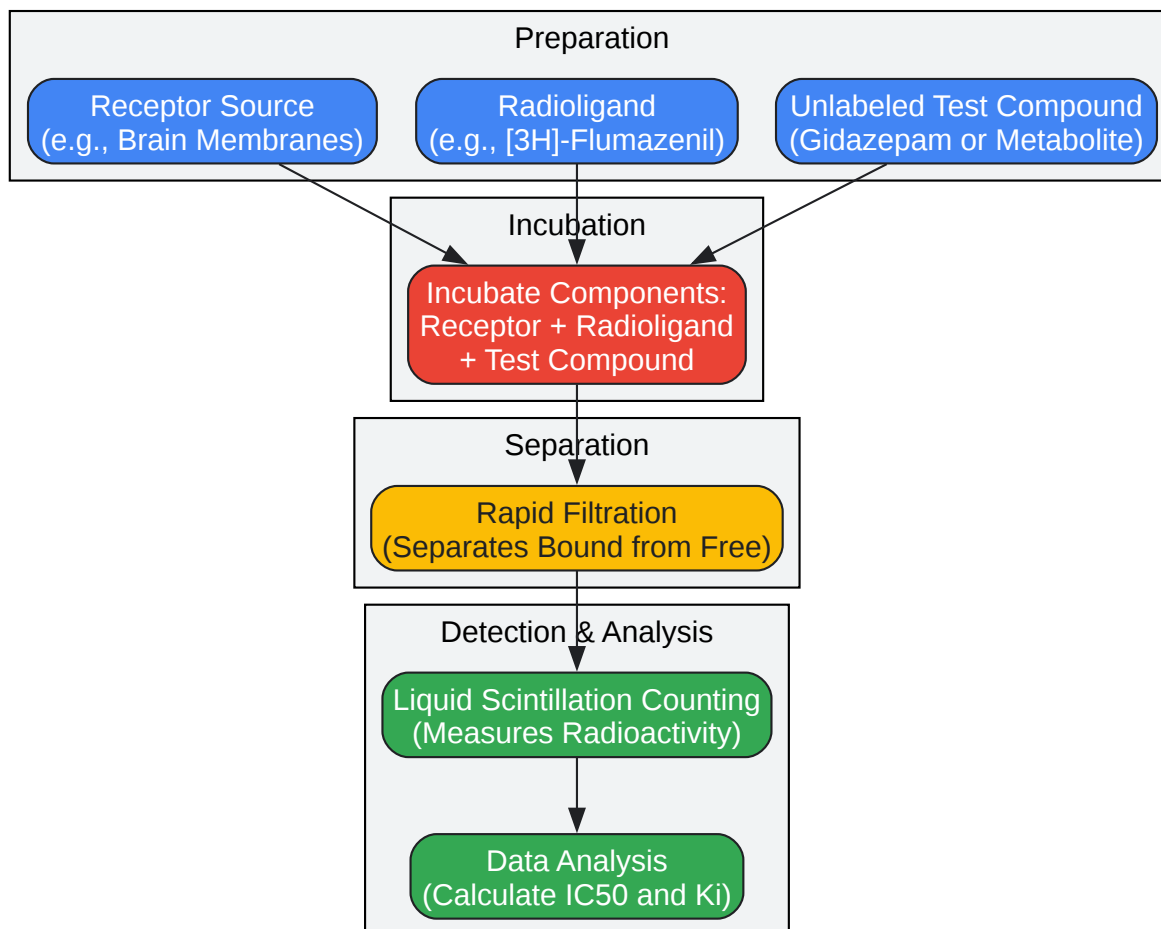 Preparation
Receptor Source
(e.g., Brain Membranes)
Radioligand
(e.g., [3H]-Flumazenil)
Unlabeled Test Compound
(Gidazepam or Metabolite)
Incubation
Incubate Components:
Receptor + Radioligand
+ Test Compound
Separation
Rapid Filtration
(Separates Bound from Free)
Detection & Analysis
Liquid Scintillation Counting
(Measures Radioactivity)
Data Analysis
(Calculate IC50 and Ki)